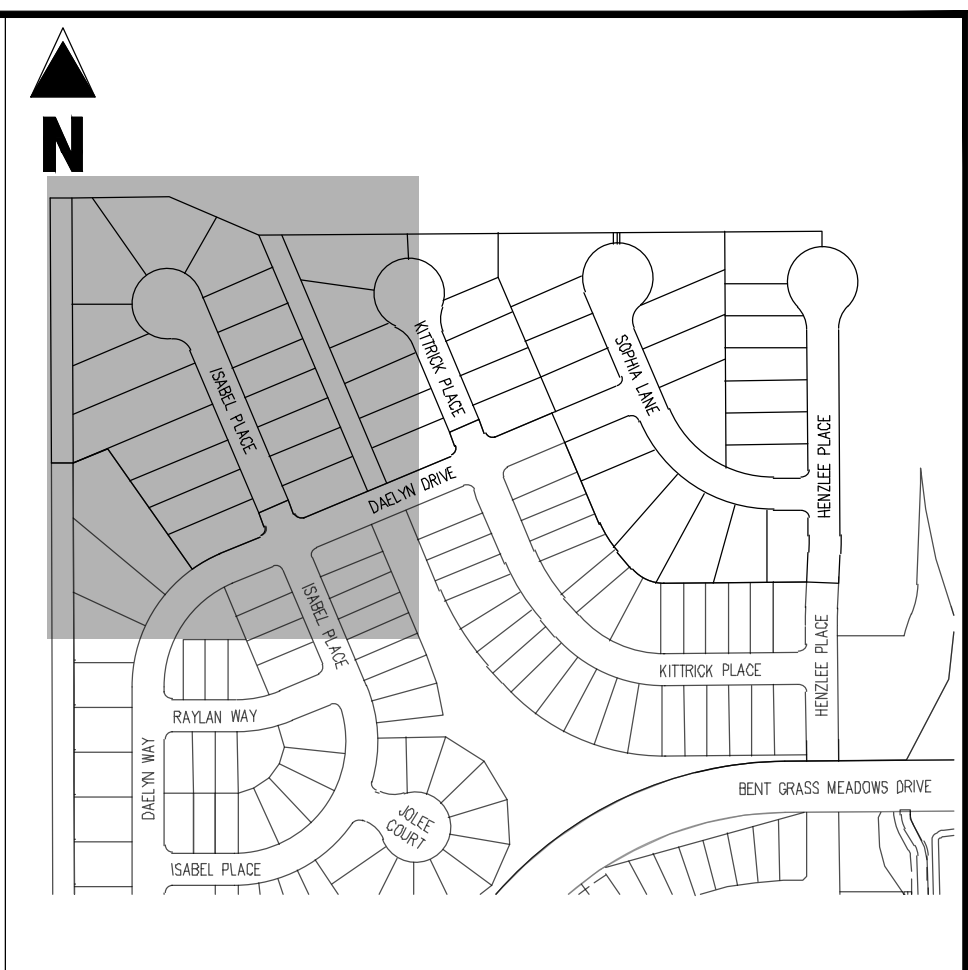 N
ISABEL PLACE
KITTRICK PLACE
SOPHIA LANE
HENZLEE PLACE
DAELYN DRIVE
ISABEL PLACE
HENZLEE PLACE
KITTRICK PLACE
RAYLAN WAY
DAELYN WAY
BENT GRASS MEADOWS DRIVE
JOLEE
COURT
ISABEL PLACE